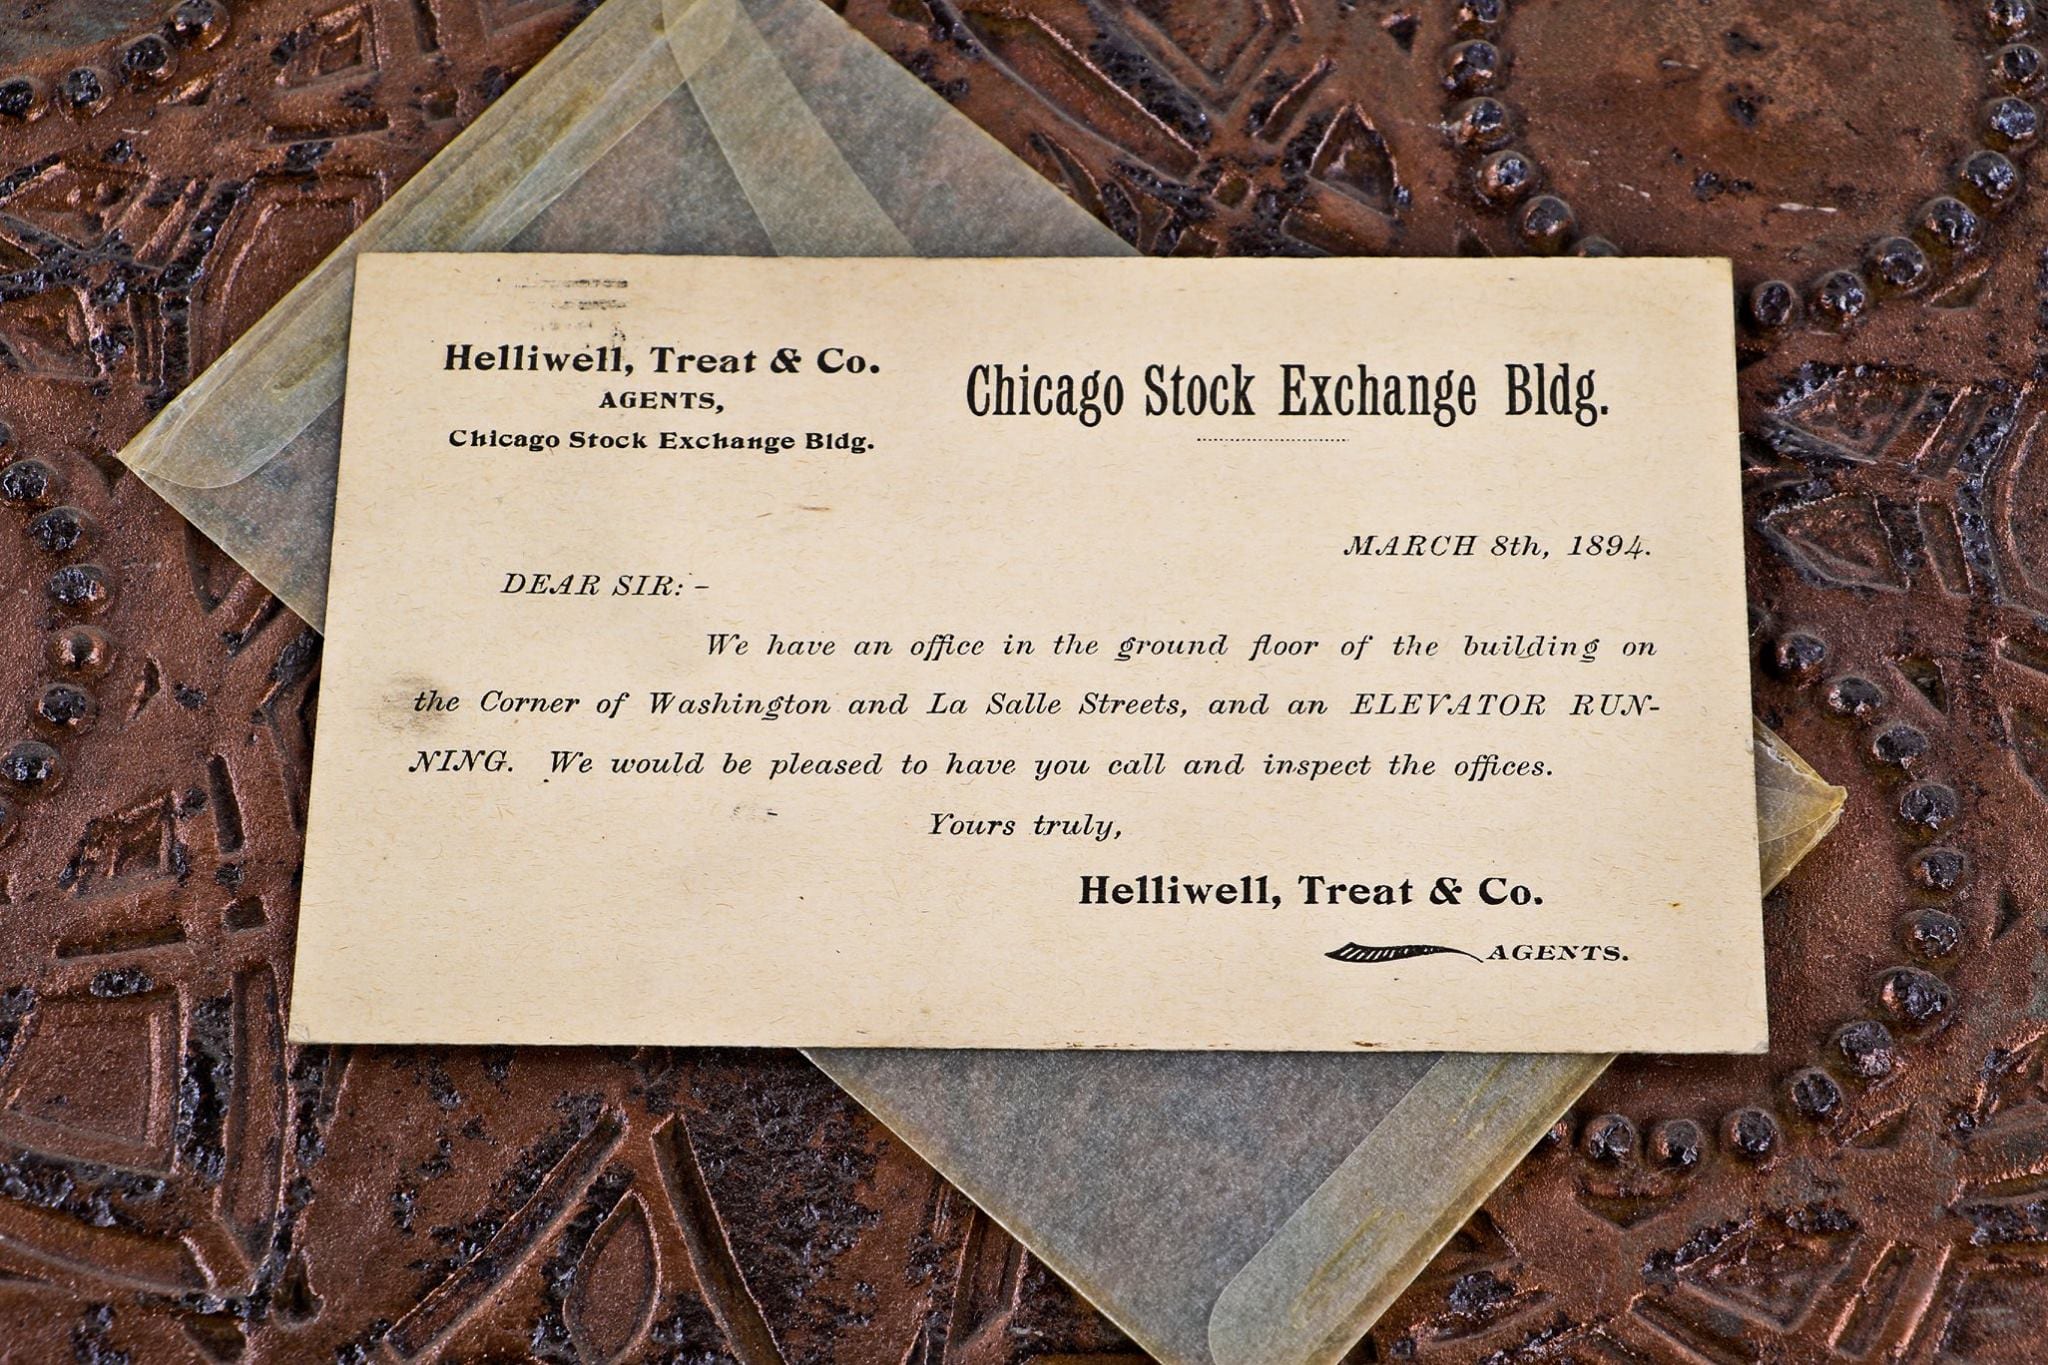 Helliwell, Treat & Co.
AGENTS,
Chicago Stock Exchange Bldg.
Chicago Stock Exchange Bldg.
MARCH 8th, 1894.
DEAR SIR: -
We have an office in the ground floor of the building on
the Corner of Washington and La Salle Streets, and an ELEVATOR RUN-
NING. We would be pleased to have you call and inspect the offices.
Yours truly,
Helliwell, Treat & Co.
AGENTS.